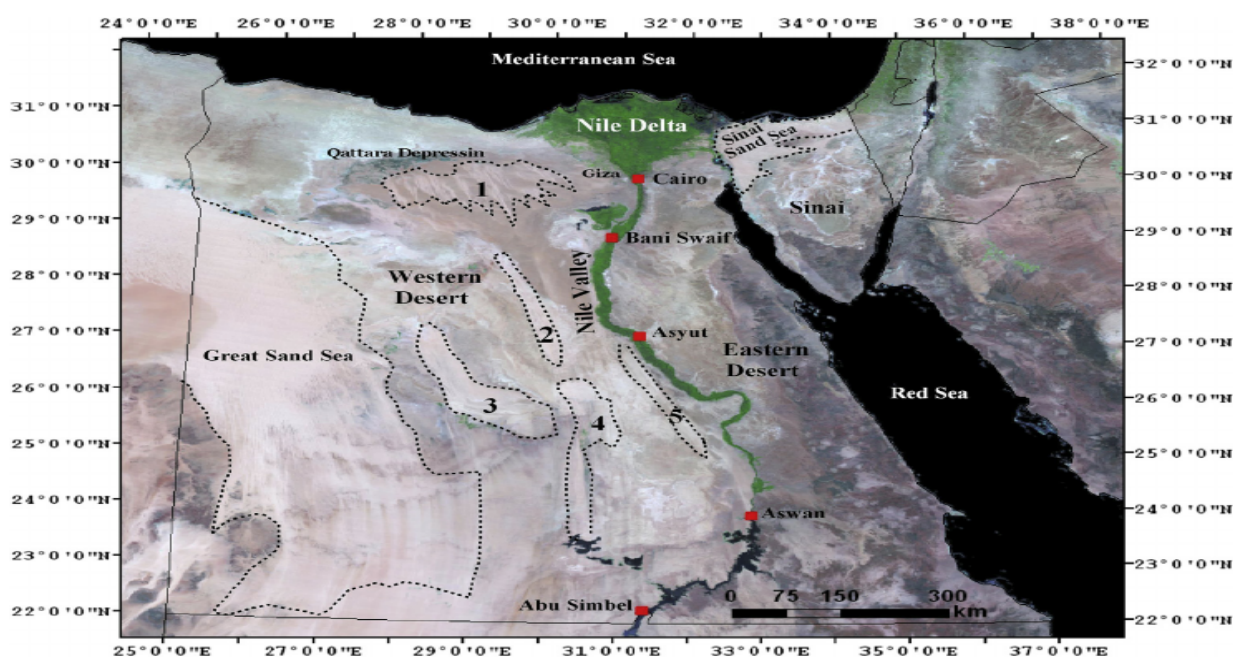 24°0'0"E 26°0'0"E 28°0'0"E 30°0'0"E 32°0'0"E 34°0'0"E 36°0'0"E 38°0'0"E
Mediterranean Sea
32°0'0"N
31°0'0"N
Nile Delta
31°0'0"N
Sinai
Sand Sea
Qattara Depressin
30°0'0"N
30°0'0"N
1
Giza
Cairo
29°0'0"N
Sinai
29°0'0"N
Bani Swaif
28°0'0"N
Western
Desert
Nile Valley
28°0'0"N
27°0'0"N
2
Asyut
27°0'0"N
Great Sand Sea
Eastern
Desert
26°0'0"N
3
4
5
Red Sea
26°0'0"N
25°0'0"N
25°0'0"N
24°0'0"N
Aswan
24°0'0"N
23°0'0"N
23°0'0"N
22°0'0"N
Abu Simbel
0 75 150 300
km
22°0'0"N
25°0'0"E 27°0'0"E 29°0'0"E 31°0'0"E 33°0'0"E 35°0'0"E 37°0'0"E